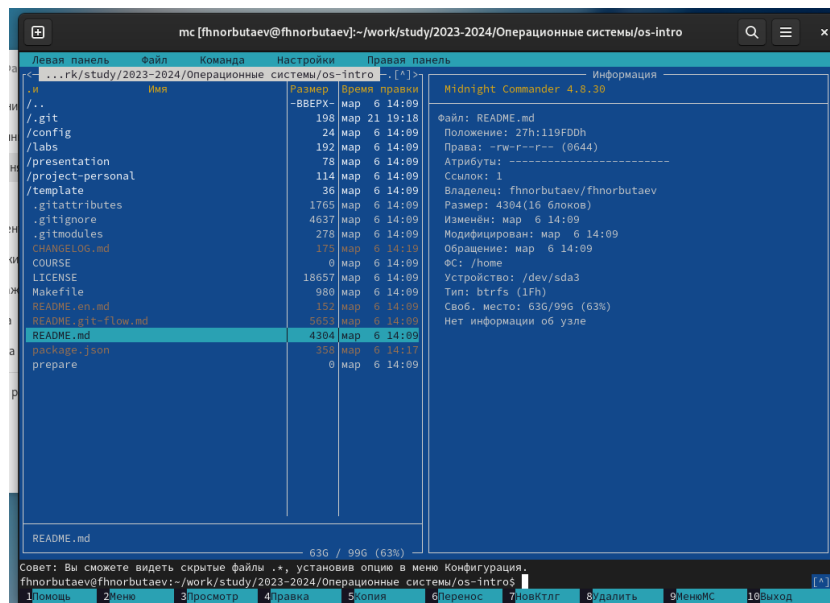 mc [fhnorbutaev@fhnorbutaev]:~/work/study/2023-2024/Операционные системы/os-intro
Левая панель Файл Команда Настройки Правая панель
<— ...rk/study/2023-2024/Операционные системы/os-intro —.[^]>
.и Имя Размер Время правки
/.. -ВВЕРХ- мар 6 14:09
/.git 198 мар 21 19:18
/config 24 мар 6 14:09
/labs 192 мар 6 14:09
/presentation 78 мар 6 14:09
/project-personal 114 мар 6 14:09
/template 36 мар 6 14:09
.gitattributes 1765 мар 6 14:09
.gitignore 4637 мар 6 14:09
.gitmodules 278 мар 6 14:09
CHANGELOG.md 175 мар 6 14:19
COURSE 0 мар 6 14:09
LICENSE 18657 мар 6 14:09
Makefile 980 мар 6 14:09
README.en.md 152 мар 6 14:09
README.git-flow.md 5653 мар 6 14:09
README.md 4304 мар 6 14:09
package.json 358 мар 6 14:17
prepare 0 мар 6 14:09
README.md
63G / 99G (63%)
Информация
Midnight Commander 4.8.30
Файл: README.md
Положение: 27h:119FDDh
Права: -rw-r--r-- (0644)
Атрибуты: -------------------------
Ссылок: 1
Владелец: fhnorbutaev/fhnorbutaev
Размер: 4304(16 блоков)
Изменён: мар 6 14:09
Модифицирован: мар 6 14:09
Обращение: мар 6 14:09
ФС: /home
Устройство: /dev/sda3
Тип: btrfs (1Fh)
Своб. место: 63G/99G (63%)
Нет информации об узле
Совет: Вы сможете видеть скрытые файлы .*, установив опцию в меню Конфигурация.
fhnorbutaev@fhnorbutaev:~/work/study/2023-2024/Операционные системы/os-intro$ [^]
1Помощь 2Меню 3Просмотр 4Правка 5Копия 6Перенос 7НовКтлг 8Удалить 9МенюMC 10Выход